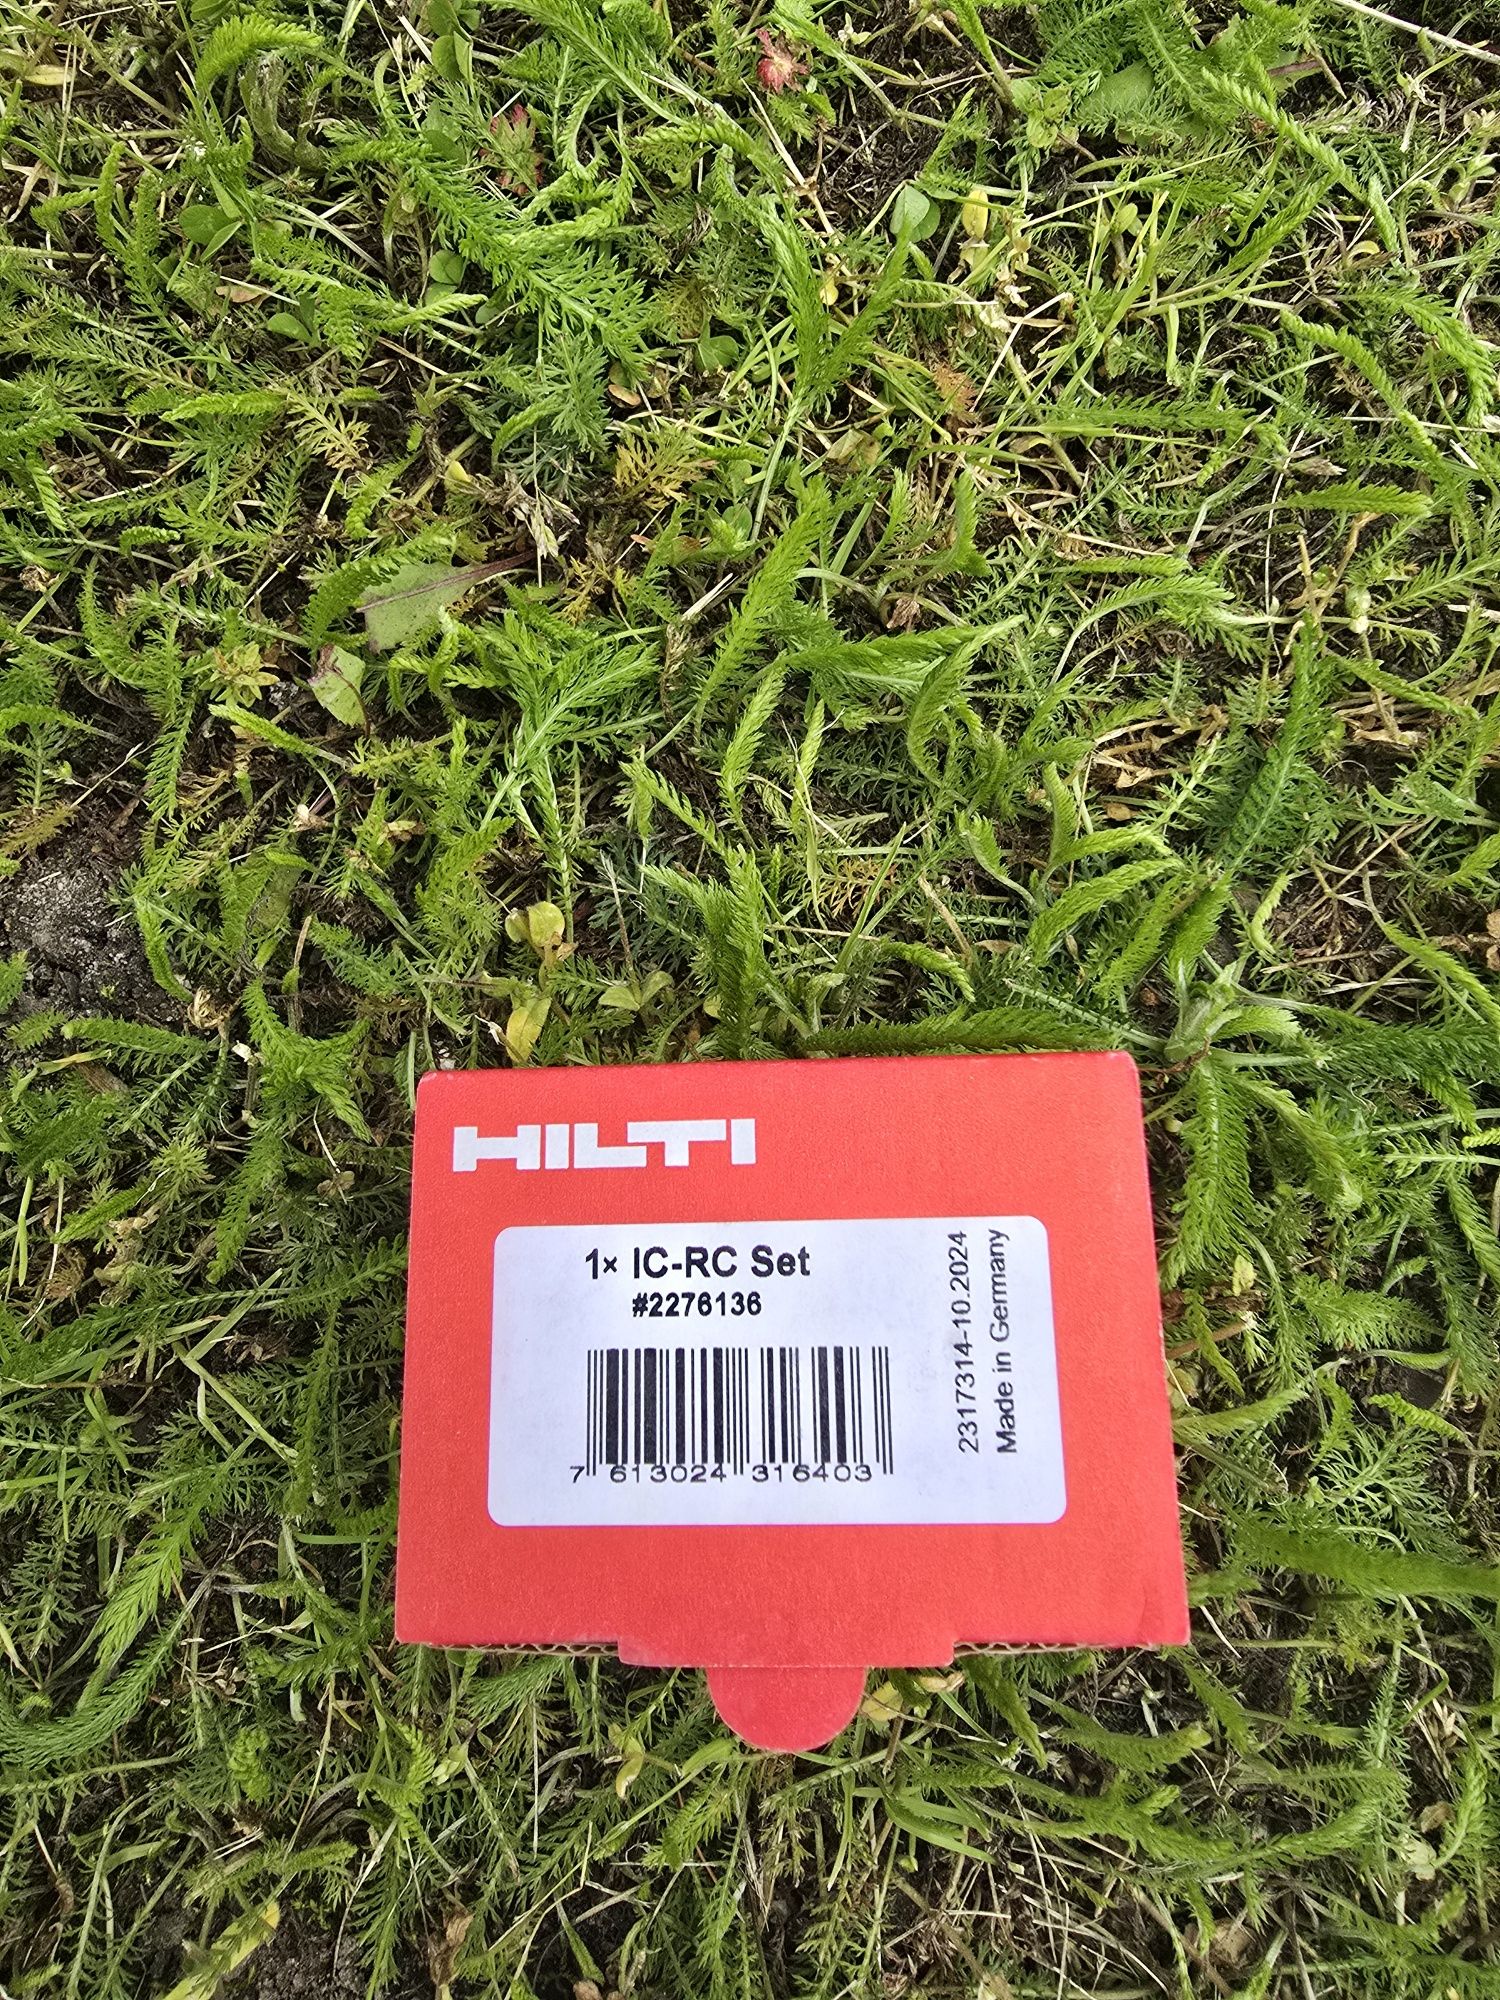 HILTI
1× IC-RC Set
#2276136
7 613024 316403
2317314-10.2024
Made in Germany